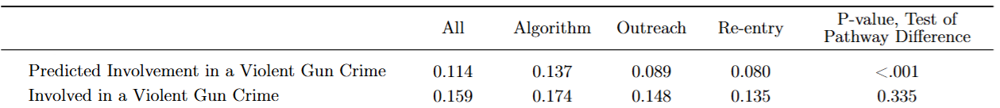 All Algorithm Outreach Re-entry P-value, Test of
Pathway Difference
Predicted Involvement in a Violent Gun Crime 0.114 0.137 0.089 0.080 <.001
Involved in a Violent Gun Crime 0.159 0.174 0.148 0.135 0.335